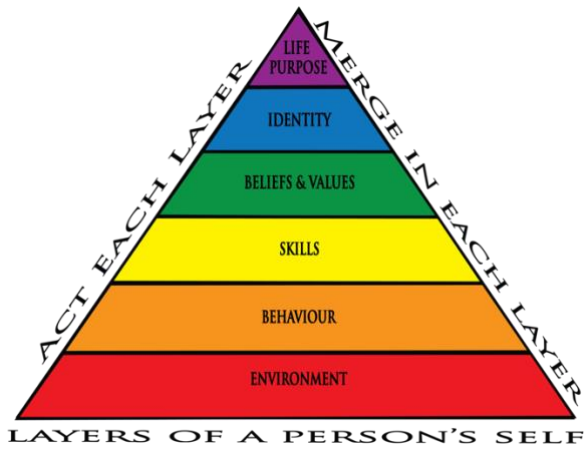 LIFE
PURPOSE
IDENTITY
BELIEFS & VALUES
SKILLS
BEHAVIOUR
ENVIRONMENT
ACT EACH LAYER
MERGE IN EACH LAYER
LAYERS OF A PERSON'S SELF